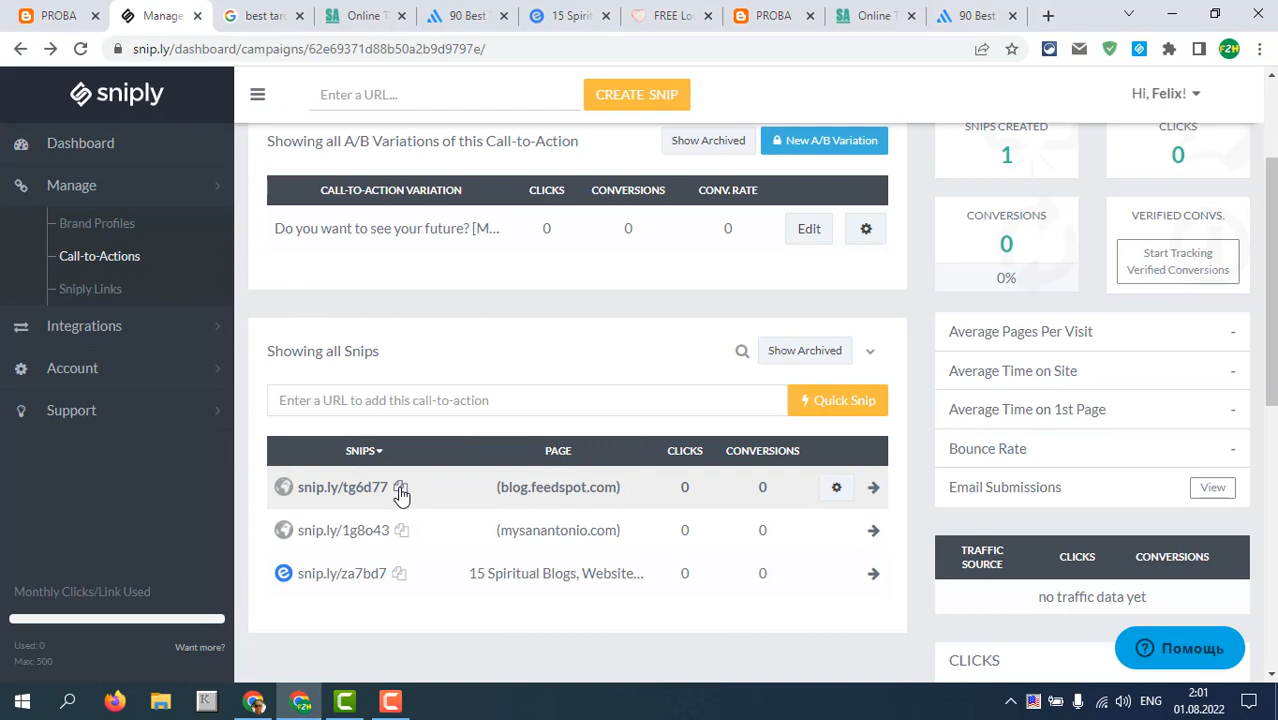 PROBA
Manage
best tarc
Online T
90 Best
15 Spirit
FREE Lo
PROBA
Online T
90 Best
snip.ly/dashboard/campaigns/62e69371d88b50a2b9d9797e/
F2H
sniply
Enter a URL...
CREATE SNIP
Hi, Felix!
Dashboard
Manage
Brand Profiles
Call-to-Actions
Sniply Links
Integrations
Account
Support
Monthly Clicks/Link Used
Used: 0
Max: 500
Want more?
Showing all A/B Variations of this Call-to-Action
Show Archived
New A/B Variation
CALL-TO-ACTION VARIATION CLICKS CONVERSIONS CONV. RATE
Do you want to see your future? [M... 0 0 0 Edit
Showing all Snips
Show Archived
Enter a URL to add this call-to-action
Quick Snip
SNIPS PAGE CLICKS CONVERSIONS
snip.ly/tg6d77 (blog.feedspot.com) 0 0
snip.ly/1g8o43 (mysanantonio.com) 0 0
snip.ly/za7bd7 15 Spiritual Blogs, Website... 0 0
SNIPS CREATED
1
CLICKS
0
CONVERSIONS
0
0%
VERIFIED CONVS.
Start Tracking
Verified Conversions
Average Pages Per Visit -
Average Time on Site -
Average Time on 1st Page -
Bounce Rate -
Email Submissions View
TRAFFIC
SOURCE
CLICKS CONVERSIONS
no traffic data yet
CLICKS
Помощь
ENG
2:01
01.08.2022